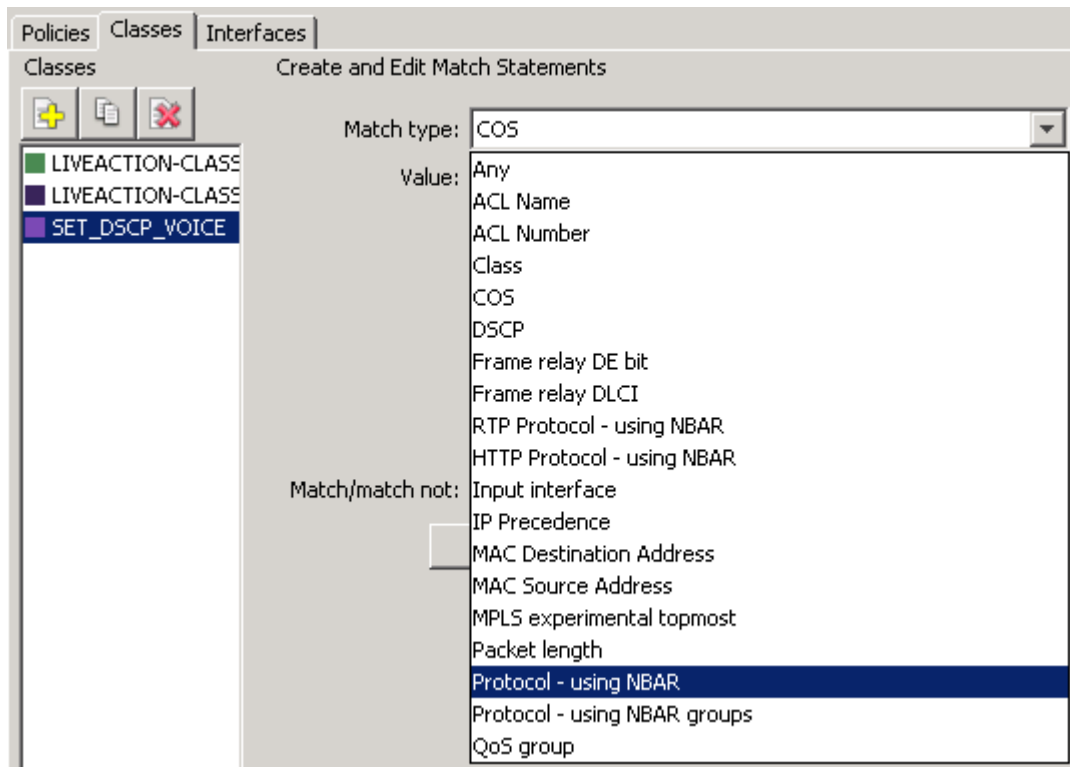 Policies Classes Interfaces
Classes Create and Edit Match Statements
Match type: COS
LIVEACTION-CLASS
LIVEACTION-CLASS
SET_DSCP_VOICE
Value:
Any
ACL Name
ACL Number
Class
COS
DSCP
Frame relay DE bit
Frame relay DLCI
RTP Protocol - using NBAR
HTTP Protocol - using NBAR
Match/match not: Input interface
IP Precedence
MAC Destination Address
MAC Source Address
MPLS experimental topmost
Packet length
Protocol - using NBAR
Protocol - using NBAR groups
QoS group